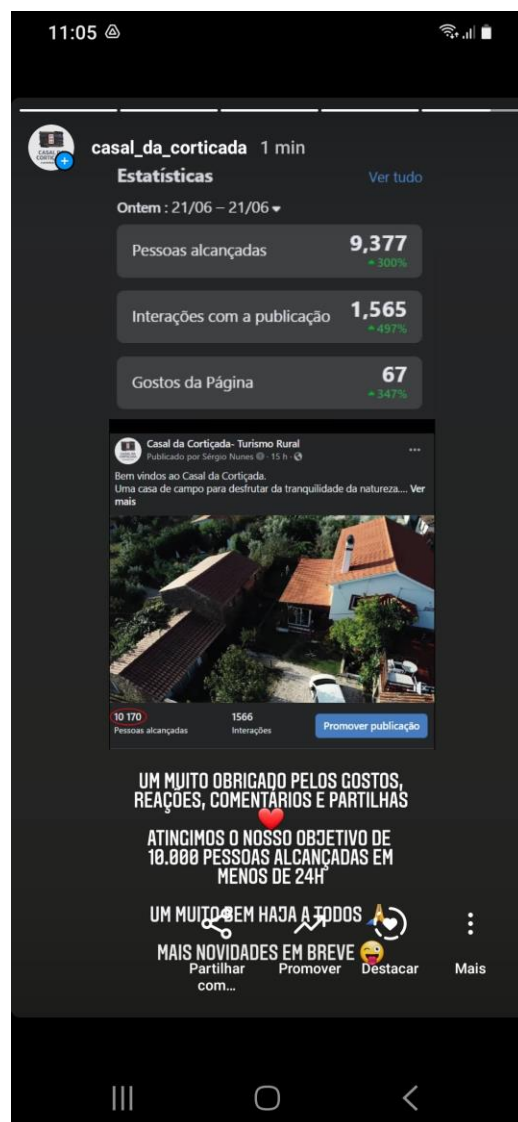 11:05
casal_da_corticada 1 min
Estatísticas Ver tudo
Ontem : 21/06 – 21/06
Pessoas alcançadas 9,377
300%
Interações com a publicação 1,565
497%
Gostos da Página 67
347%
Casal da Cortiçada- Turismo Rural
Publicado por Sérgio Nunes · 15 h ·
Bem vindos ao Casal da Cortiçada.
Uma casa de campo para desfrutar da tranquilidade da natureza.... Ver
mais
10 170 1566
Pessoas alcançadas Interações Promover publicação
UM MUITO OBRIGADO PELOS GOSTOS,
REAÇÕES, COMENTÁRIOS E PARTILHAS
ATINGIMOS O NOSSO OBJETIVO DE
10.000 PESSOAS ALCANÇADAS EM
MENOS DE 24H
UM MUITO BEM HAJA A TODOS
MAIS NOVIDADES EM BREVE
Partilhar Promover Destacar Mais
com...